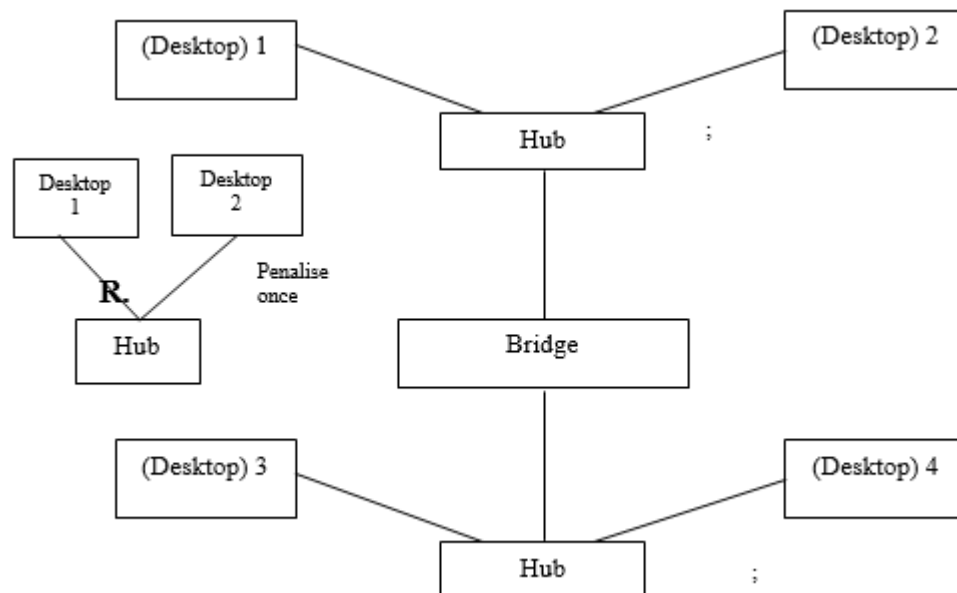 (Desktop) 1
(Desktop) 2
Hub
;
Desktop
1
Desktop
2
R.
Penalise
once
Hub
Bridge
(Desktop) 3
(Desktop) 4
Hub
;